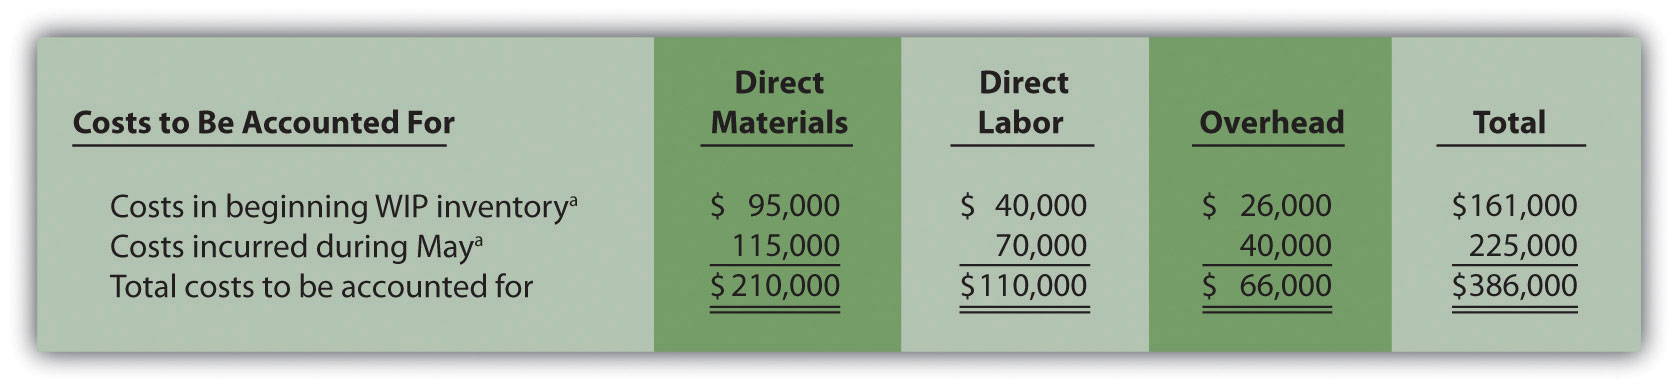 Direct Direct
Costs to Be Accounted For Materials Labor Overhead Total
Costs in beginning WIP inventoryᵃ $ 95,000 $ 40,000 $ 26,000 $161,000
Costs incurred during Mayᵃ 115,000 70,000 40,000 225,000
Total costs to be accounted for $210,000 $110,000 $ 66,000 $386,000